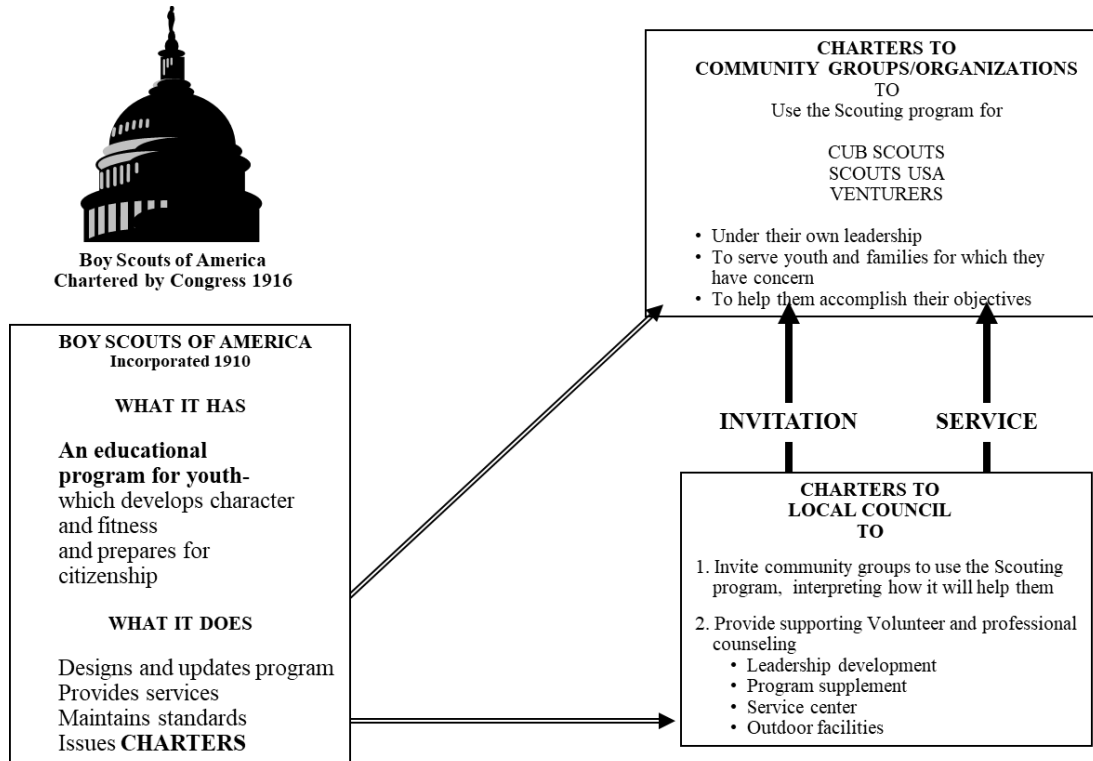 Boy Scouts of America
Chartered by Congress 1916
BOY SCOUTS OF AMERICA
Incorporated 1910
WHAT IT HAS
An educational
program for youth-
which develops character
and fitness
and prepares for
citizenship
WHAT IT DOES
Designs and updates program
Provides services
Maintains standards
Issues CHARTERS
CHARTERS TO
COMMUNITY GROUPS/ORGANIZATIONS
TO
Use the Scouting program for
CUB SCOUTS
SCOUTS USA
VENTURERS
• Under their own leadership
• To serve youth and families for which they
have concern
• To help them accomplish their objectives
INVITATION
SERVICE
CHARTERS TO
LOCAL COUNCIL
TO
1. Invite community groups to use the Scouting
program, interpreting how it will help them
2. Provide supporting Volunteer and professional
counseling
• Leadership development
• Program supplement
• Service center
• Outdoor facilities